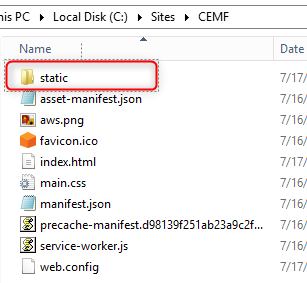 his PC > Local Disk (C:) > Sites > CEMF
Name
static 7/17/
asset-manifest.json 7/16/
aws.png 7/16/
favicon.ico 7/16/
index.html 7/17/
main.css 7/16/
manifest.json 7/16/
precache-manifest.d98139f251ab23a9c2f... 7/16/
service-worker.js 7/16/
web.config 7/16/